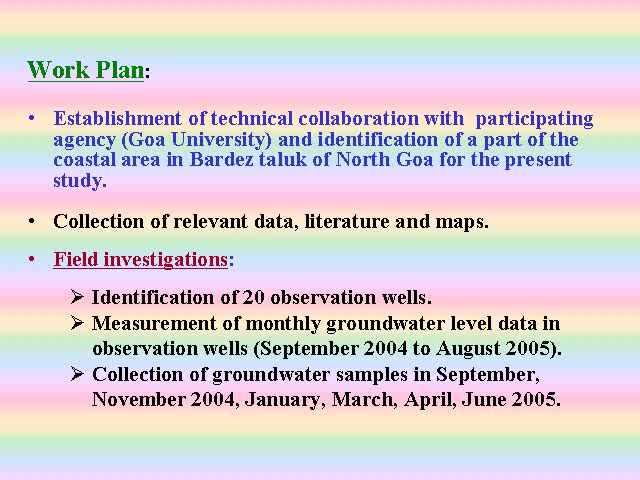 Work Plan:
• Establishment of technical collaboration with participating
agency (Goa University) and identification of a part of the
coastal area in Bardez taluk of North Goa for the present
study.
• Collection of relevant data, literature and maps.
• Field investigations:
➢ Identification of 20 observation wells.
➢ Measurement of monthly groundwater level data in
observation wells (September 2004 to August 2005).
➢ Collection of groundwater samples in September,
November 2004, January, March, April, June 2005.